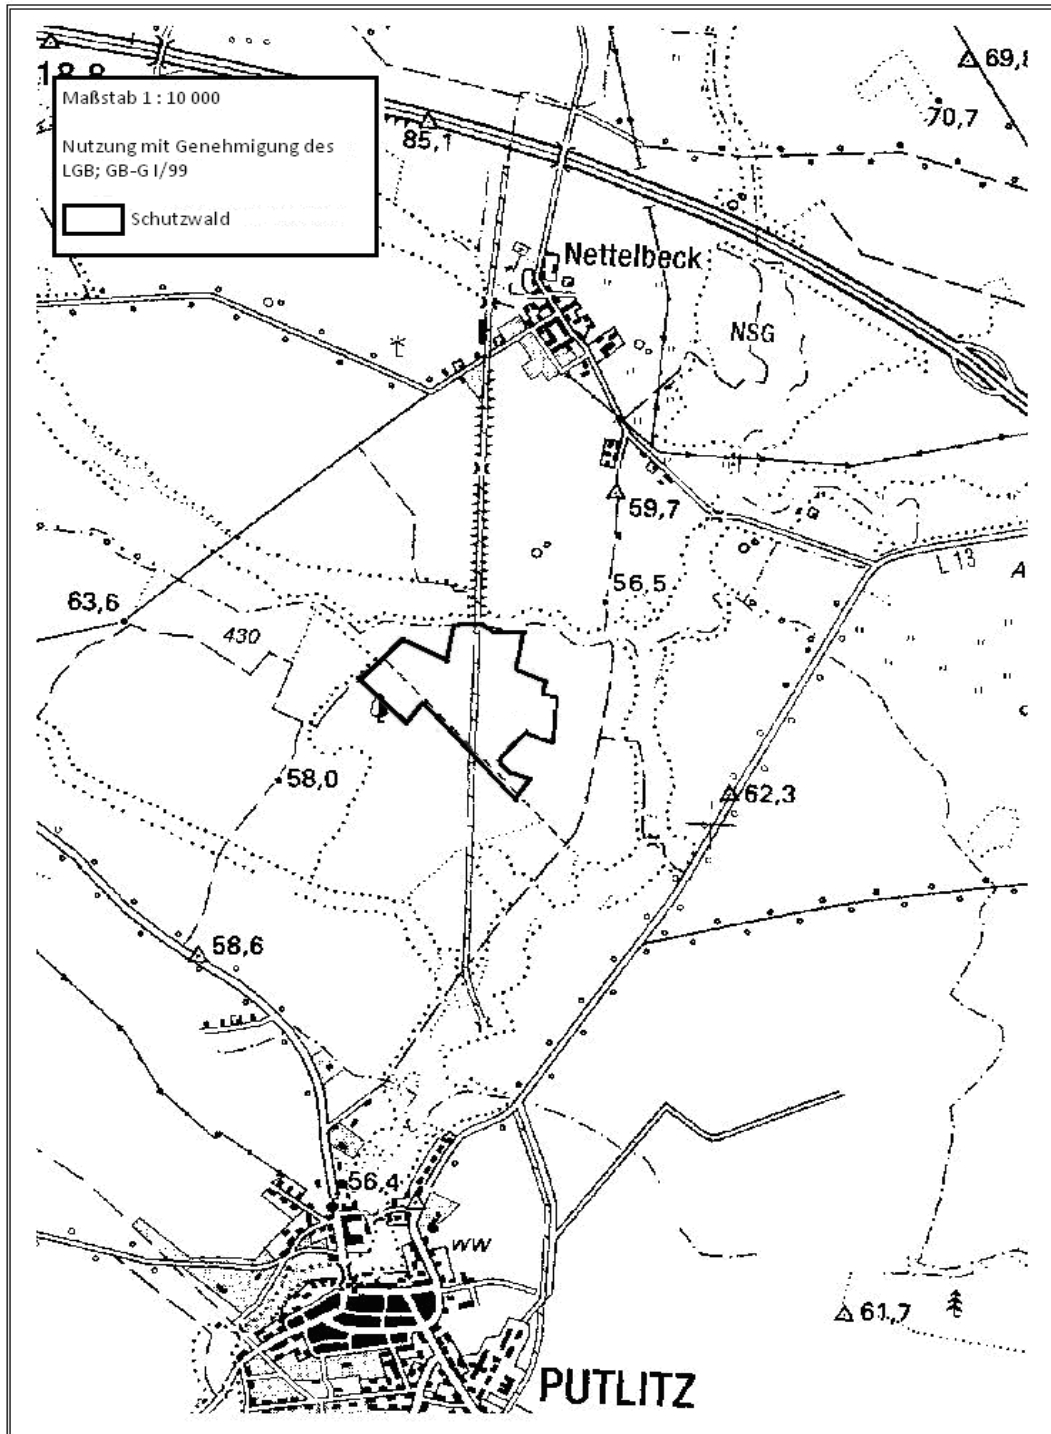 69,8
70,7
85,1
Maßstab 1 : 10 000
Nutzung mit Genehmigung des
LGB; GB-G I/99
Schutzwald
Nettelbeck
NSG
59,7
L 13
A
56,5
63,6
430
58,0
62,3
58,6
56,4
WW
61,7
PUTLITZ